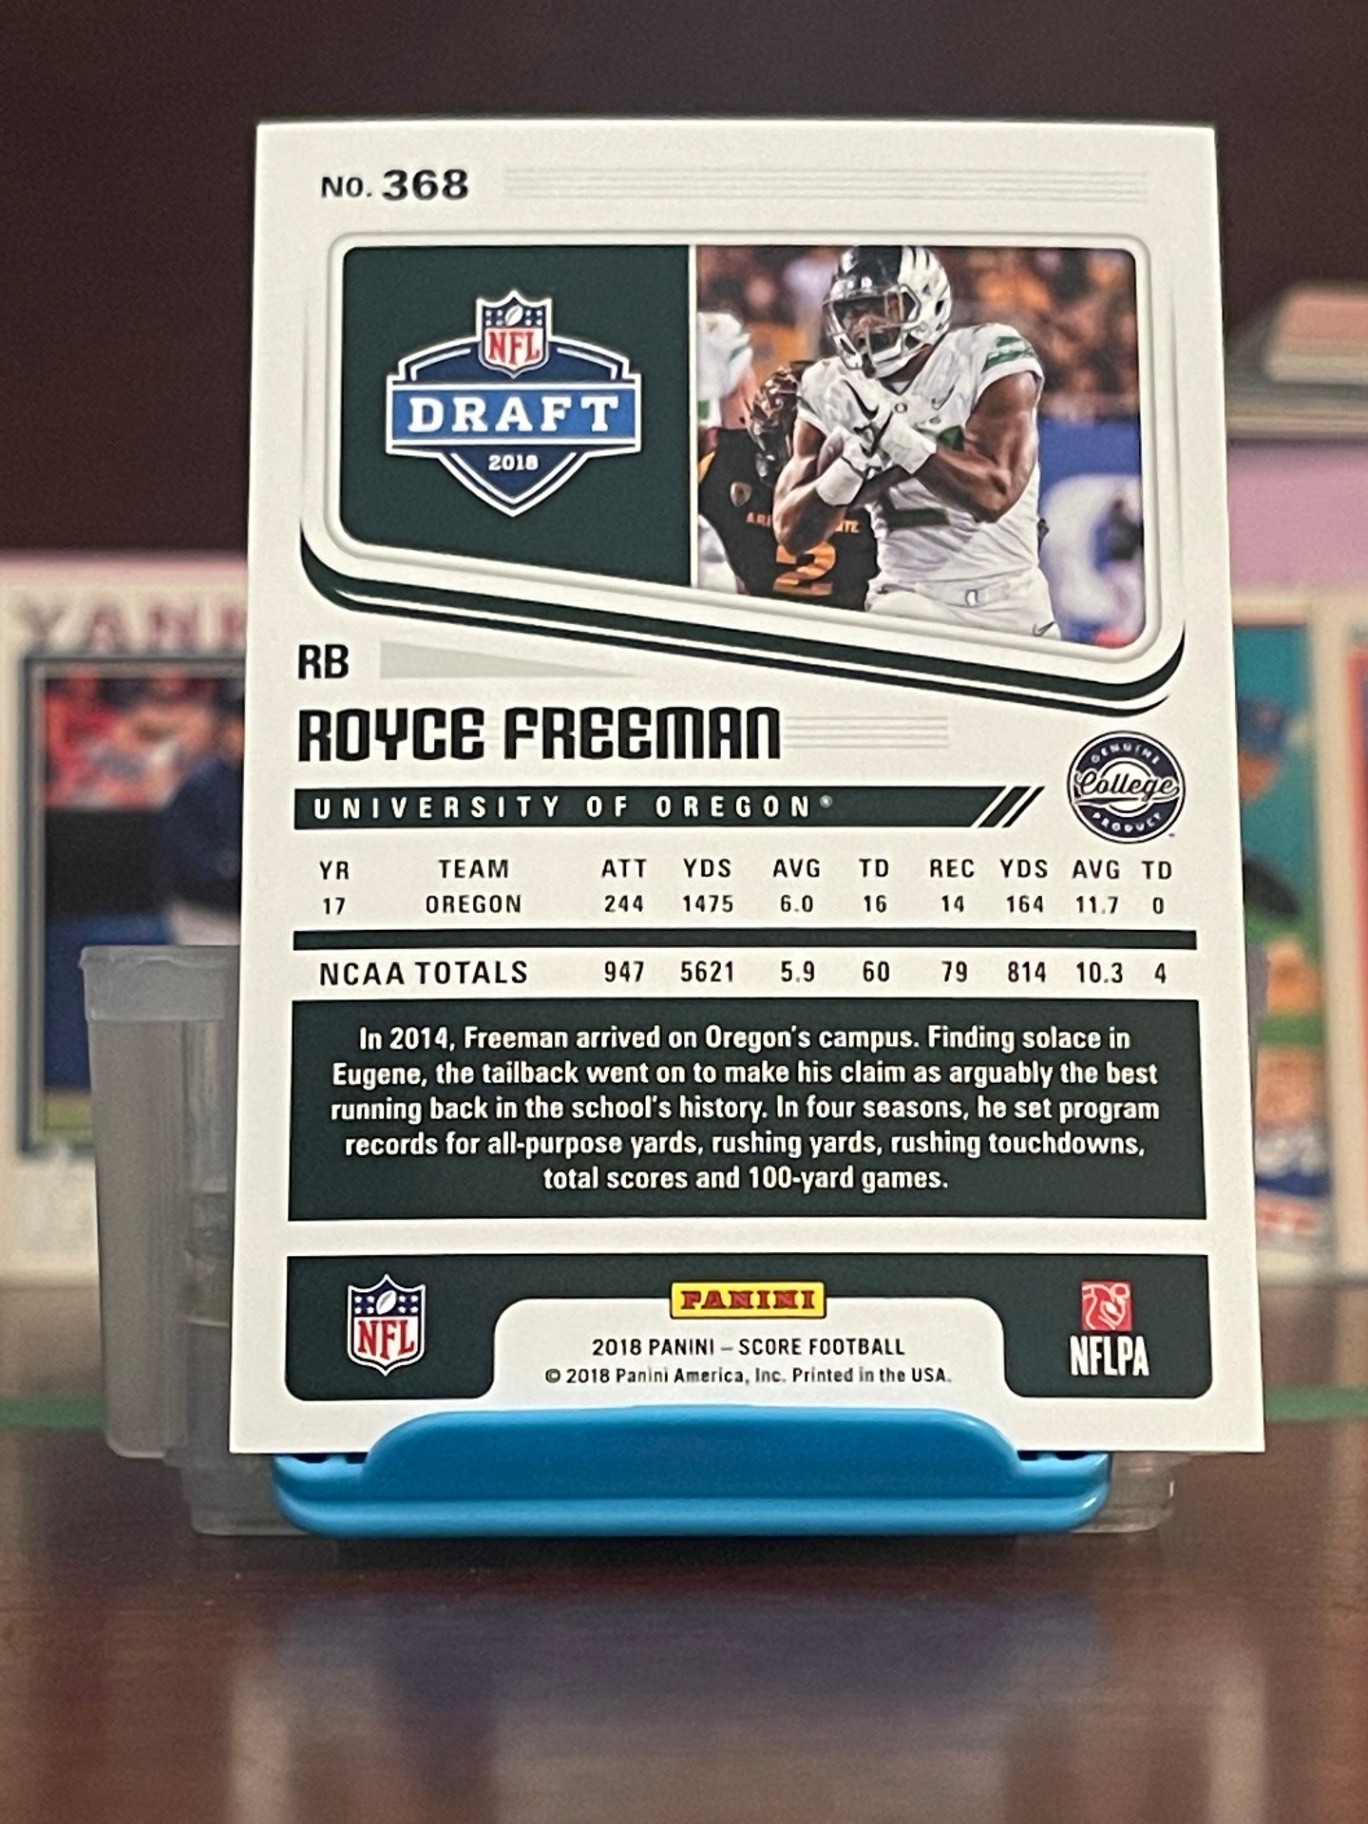 NO. 368
NFL
DRAFT
2018
2
RB
ROYCE FREEMAN
UNIVERSITY OF OREGON®
GENUINE
College
PRODUCT
YR TEAM ATT YDS AVG TD REC YDS AVG TD
17 OREGON 244 1475 6.0 16 14 164 11.7 0
NCAA TOTALS 947 5621 5.9 60 79 814 10.3 4
In 2014, Freeman arrived on Oregon's campus. Finding solace in
Eugene, the tailback went on to make his claim as arguably the best
running back in the school's history. In four seasons, he set program
records for all-purpose yards, rushing yards, rushing touchdowns,
total scores and 100-yard games.
NFL
PANINI
2018 PANINI – SCORE FOOTBALL
© 2018 Panini America, Inc. Printed in the USA.
NFLPA
YANK